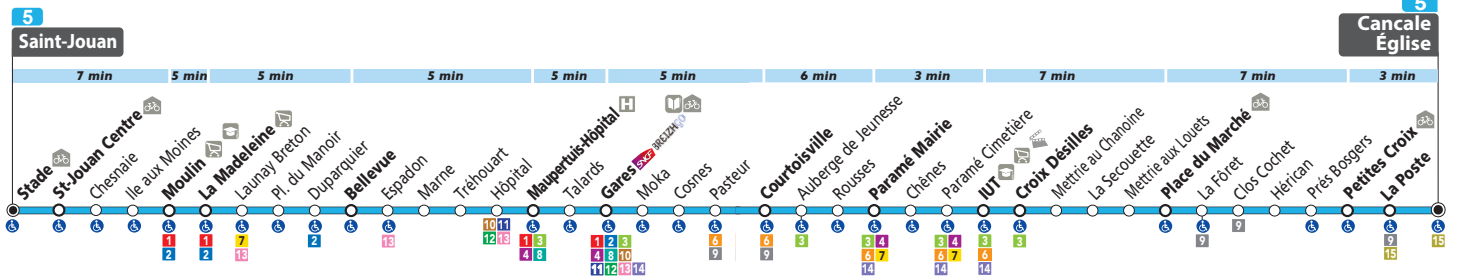 5
Saint-Jouan
5
Cancale
Église
7 min
5 min
5 min
5 min
5 min
5 min
6 min
3 min
7 min
7 min
3 min
Stade
St-Jouan Centre
Chesnaie
Ile aux Moines
Moulin
La Madeleine
Launay Breton
Pl. du Manoir
Duparquier
Bellevue
Espadon
Marne
Tréhouart
Hôpital
Maupertuis-Hôpital H
Talards
Gares SNCF BREIZHGO
Moka
Cosnes
Pasteur
Courtoisville
Auberge de Jeunesse
Rousses
Paramé Mairie
Chênes
Paramé Cimetière
IUT
Croix Désilles
Mettrie au Chanoine
La Secouette
Mettrie aux Louets
Place du Marché
La Fôret
Clos Cochet
Hérican
Prés Bosgers
Petites Croix
La Poste
1 1 7 2 13 10 11 1 3 1 2 3 6 6 3 3 4 3 4 3 3 9 9 9 15
2 2 13 12 13 4 8 4 8 10 9 9 6 7 6 7 6 15
11 12 13 14 14 14 14